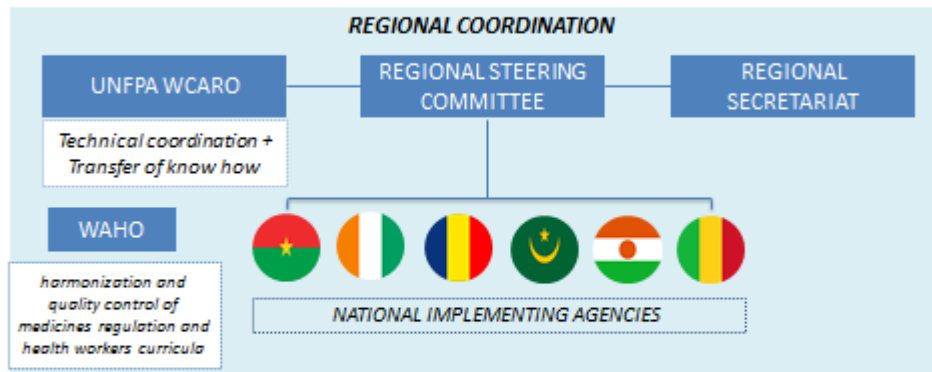 REGIONAL COORDINATION
UNFPA WCARO
REGIONAL STEERING
COMMITTEE
REGIONAL
SECRETARIAT
Technical coordination +
Transfer of know how
WAHO
harmonization and
quality control of
medicines regulation and
health workers curricula
NATIONAL IMPLEMENTING AGENCIES